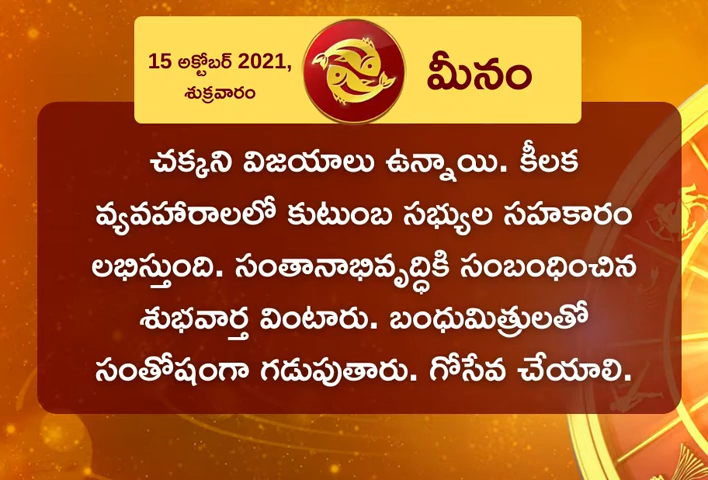 15 అక్టోబర్ 2021,
శుక్రవారం
మీనం
చక్కని విజయాలు ఉన్నాయి. కీలక
వ్యవహారాలలో కుటుంబ సభ్యుల సహకారం
లభిస్తుంది. సంతానాభివృద్ధికి సంబంధించిన
శుభవార్త వింటారు. బంధుమిత్రులతో
సంతోషంగా గడుపుతారు. గోసేవ చేయాలి.